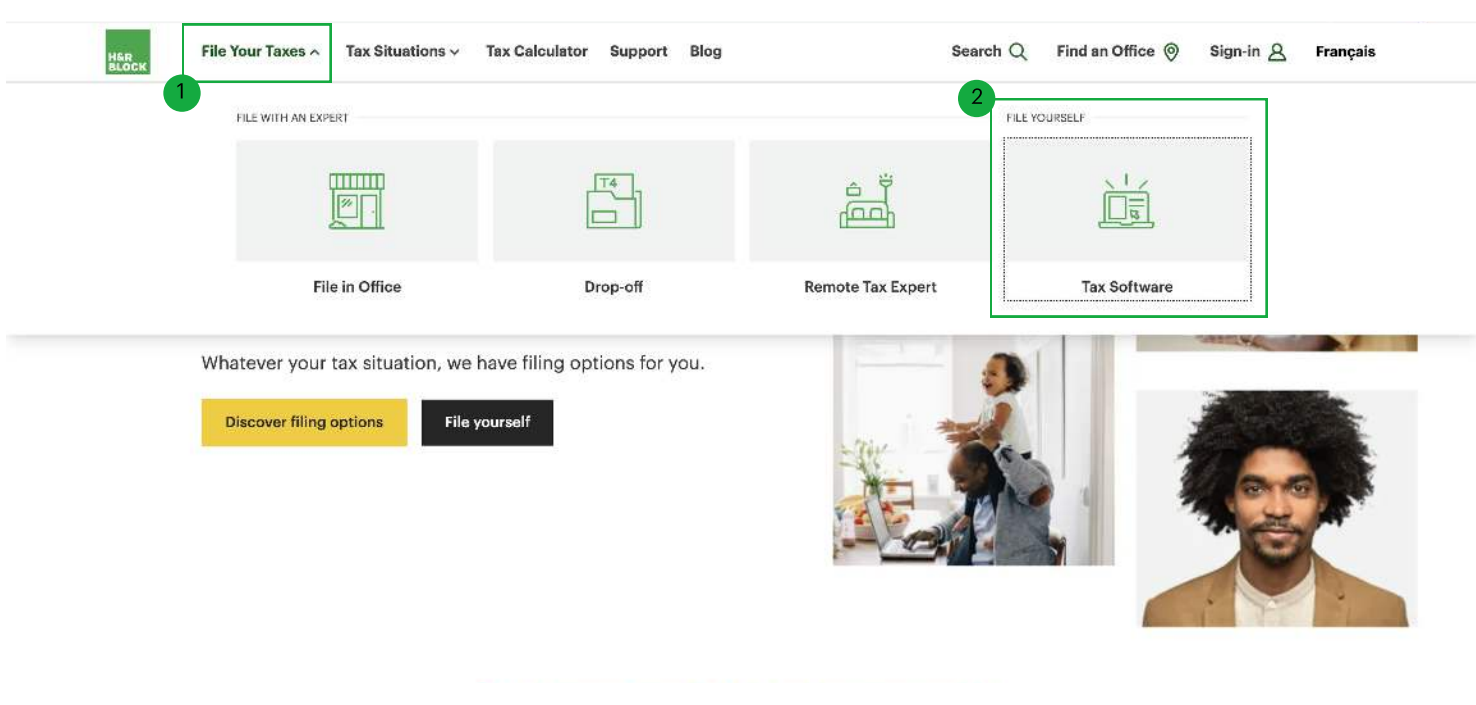 H&R
BLOCK
File Your Taxes Tax Situations Tax Calculator Support Blog Search Find an Office Sign-in Français
1
2
FILE WITH AN EXPERT FILE YOURSELF
T4
File in Office Drop-off Remote Tax Expert Tax Software
Whatever your tax situation, we have filing options for you.
Discover filing options File yourself